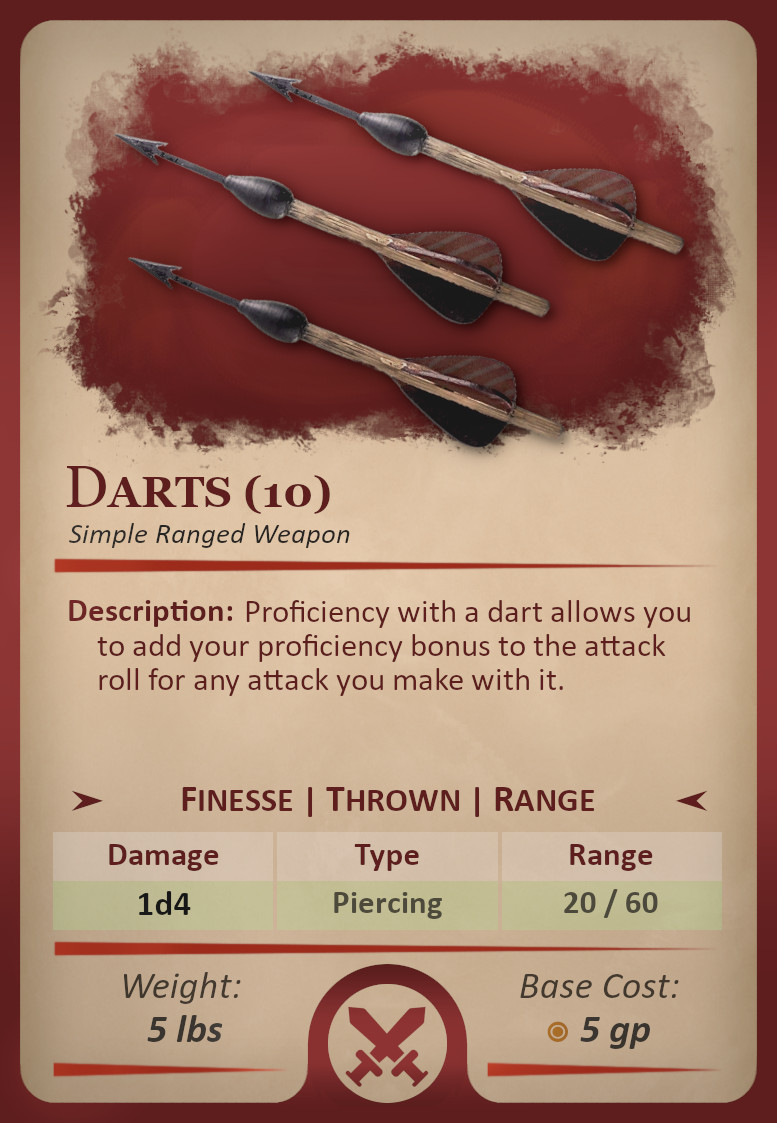 Darts (10)
Simple Ranged Weapon
Description: Proficiency with a dart allows you
to add your proficiency bonus to the attack
roll for any attack you make with it.
Finesse | Thrown | Range
Damage Type Range
1d4 Piercing 20 / 60
Weight: Base Cost:
5 lbs 5 gp